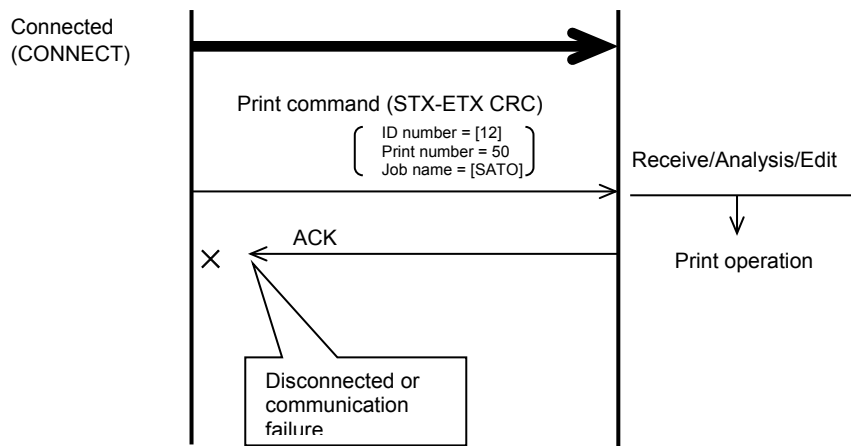 Connected
(CONNECT)
Print command (STX-ETX CRC)
ID number = [12]
Print number = 50
Job name = [SATO]
Receive/Analysis/Edit
ACK
×
Print operation
Disconnected or
communication
failure